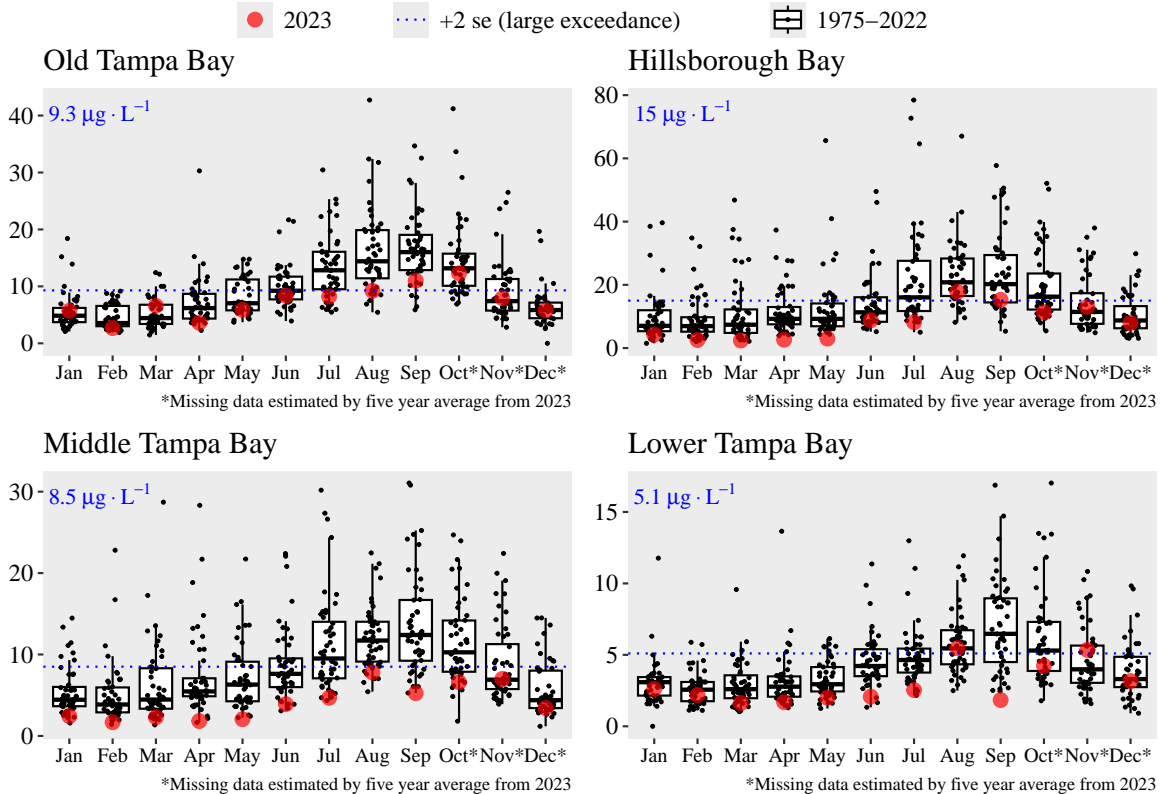 2023 +2 se (large exceedance) 1975−2022
Old Tampa Bay
9.3 μg · L⁻¹
40
30
20
10
0
Jan Feb Mar Apr May Jun Jul Aug Sep Oct* Nov* Dec*
*Missing data estimated by five year average from 2023
Hillsborough Bay
15 μg · L⁻¹
80
60
40
20
0
Jan Feb Mar Apr May Jun Jul Aug Sep Oct* Nov* Dec*
*Missing data estimated by five year average from 2023
Middle Tampa Bay
8.5 μg · L⁻¹
30
20
10
0
Jan Feb Mar Apr May Jun Jul Aug Sep Oct* Nov* Dec*
*Missing data estimated by five year average from 2023
Lower Tampa Bay
5.1 μg · L⁻¹
15
10
5
0
Jan Feb Mar Apr May Jun Jul Aug Sep Oct* Nov* Dec*
*Missing data estimated by five year average from 2023